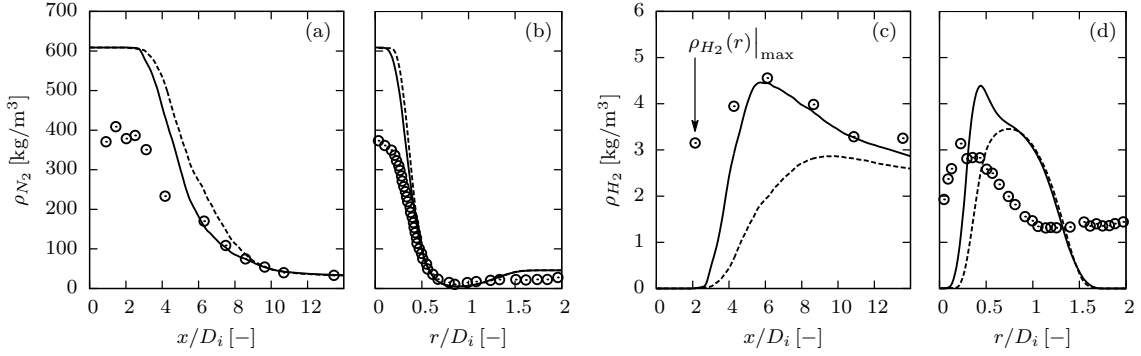 (a)
ρ_{N_2} [kg/m^3]
700
600
500
400
300
200
100
0
0 2 4 6 8 10 12 14
x/D_i [−]
(b)
0 0.5 1 1.5 2
r/D_i [−]
(c)
ρ_{H_2}(r)|_{max}
ρ_{H_2} [kg/m^3]
6
5
4
3
2
1
0
0 2 4 6 8 10 12
x/D_i [−]
(d)
0 0.5 1 1.5 2
r/D_i [−]